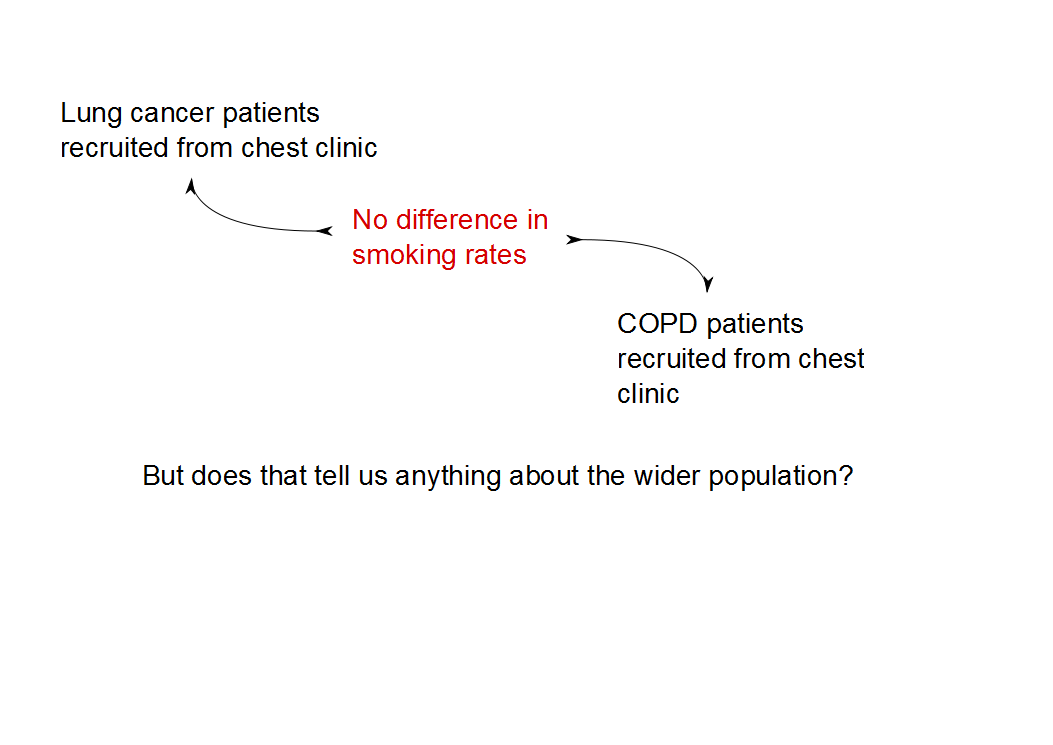 Lung cancer patients
recruited from chest clinic
No difference in
smoking rates
COPD patients
recruited from chest
clinic
But does that tell us anything about the wider population?